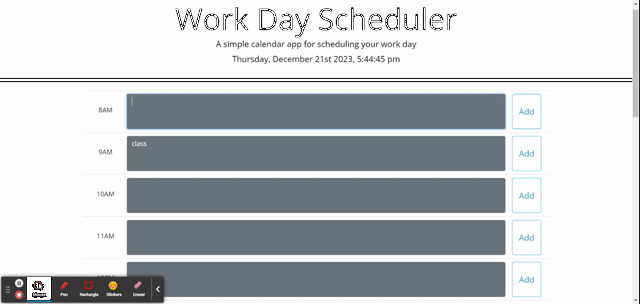 Work Day Scheduler
A simple calendar app for scheduling your work day
Thursday, December 21st 2023, 5:44:45 pm
8AM Add
9AM class Add
10AM Add
11AM Add
Add
Pen Rectangle Stickers Eraser